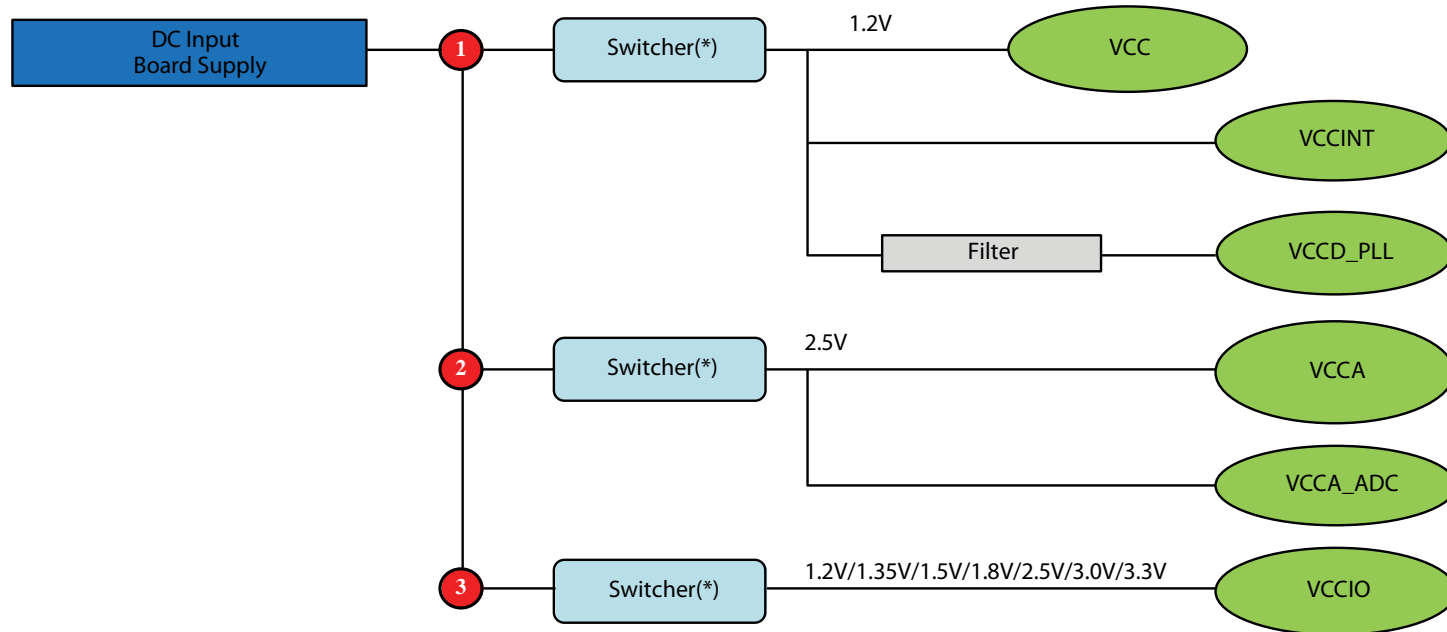 DC Input
Board Supply
1
Switcher(*)
1.2V
VCC
VCCINT
Filter
VCCD_PLL
2
Switcher(*)
2.5V
VCCA
VCCA_ADC
3
Switcher(*)
1.2V/1.35V/1.5V/1.8V/2.5V/3.0V/3.3V
VCCIO